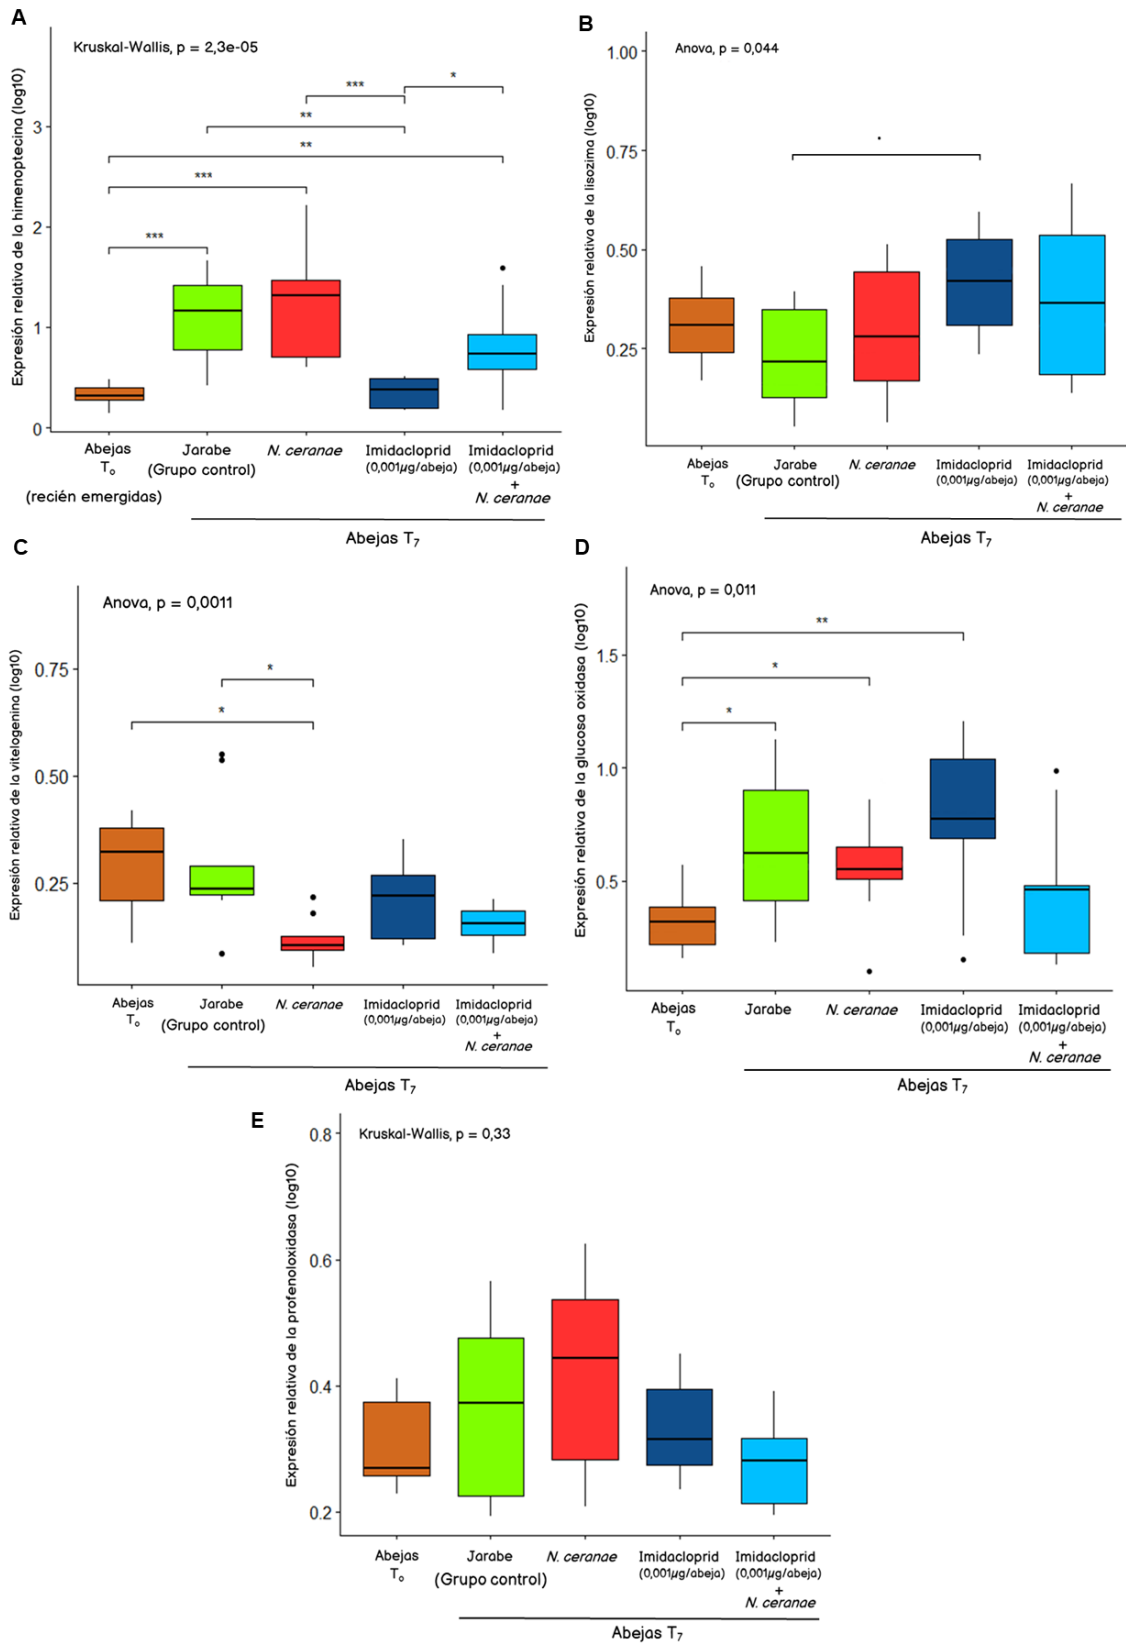 A
Kruskal-Wallis, p = 2,3e-05
Expresión relativa de la himenoptecina (log10)
3
2
1
0
***
*
**
**
***
***
Abejas
T₀
(recién emergidas)
Jarabe
(Grupo control)
N. ceranae
Imidacloprid
(0,001µg/abeja)
Imidacloprid
(0,001µg/abeja)
+
N. ceranae
Abejas T₇
B
Anova, p = 0,044
Expresión relativa de la lisozima (log10)
1.00
0.75
0.50
0.25
.
Abejas
T₀
Jarabe
(Grupo control)
N. ceranae
Imidacloprid
(0,001µg/abeja)
Imidacloprid
(0,001µg/abeja)
+
N. ceranae
Abejas T₇
C
Anova, p = 0,0011
Expresión relativa de la vitelogenina (log10)
0.75
0.50
0.25
*
*
Abejas
T₀
Jarabe
(Grupo control)
N. ceranae
Imidacloprid
(0,001µg/abeja)
Imidacloprid
(0,001µg/abeja)
+
N. ceranae
Abejas T₇
D
Anova, p = 0,011
Expresión relativa de la glucosa oxidasa (log10)
1.5
1.0
0.5
**
*
*
Abejas
T₀
Jarabe
N. ceranae
Imidacloprid
(0,001µg/abeja)
Imidacloprid
(0,001µg/abeja)
+
N. ceranae
Abejas T₇
E
Kruskal-Wallis, p = 0,33
Expresión relativa de la profenoloxidasa (log10)
0.8
0.6
0.4
0.2
Abejas
T₀
Jarabe
(Grupo control)
N. ceranae
Imidacloprid
(0,001µg/abeja)
Imidacloprid
(0,001µg/abeja)
+
N. ceranae
Abejas T₇